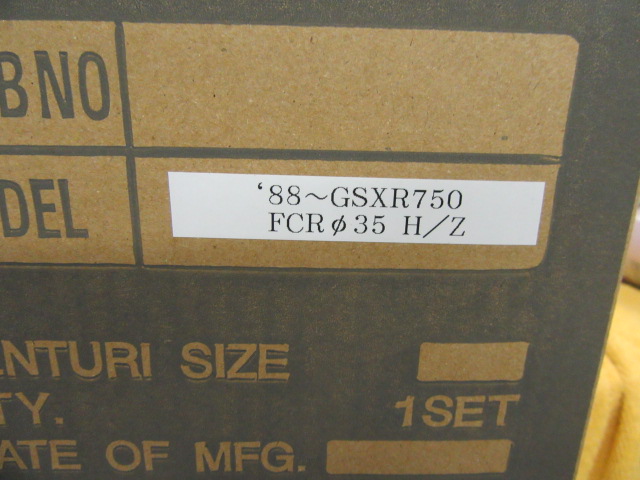 B NO
DEL
‘88～GSXR750
FCRφ35 H/Z
ENTURI SIZE
TY. 1SET
ATE OF MFG.